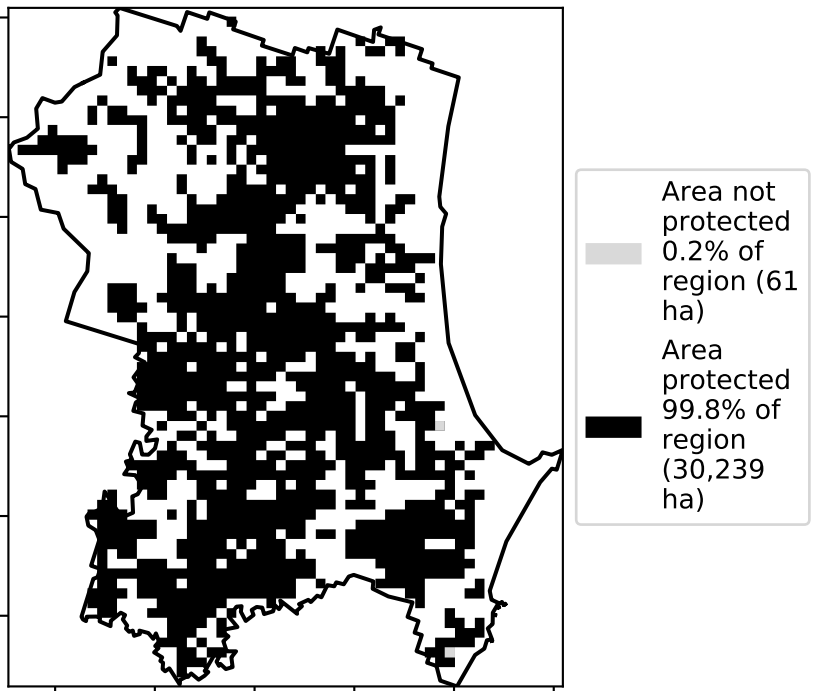 Area not
protected
0.2% of
region (61
ha)
Area
protected
99.8% of
region
(30,239
ha)